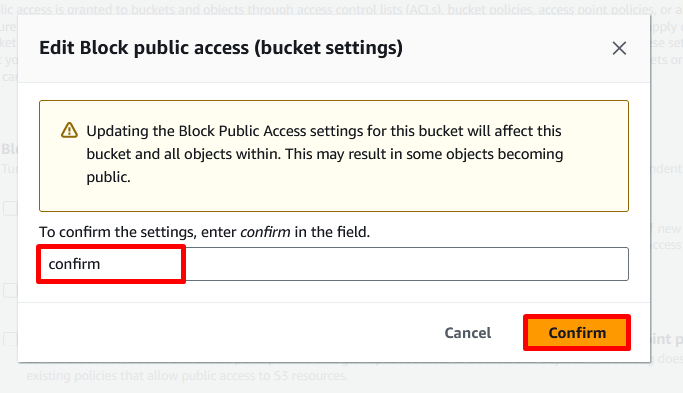 lic access is granted to buckets and objects through access control lists (ACLs), bucket policies, access point policies, or a
Edit Block public access (bucket settings)
Updating the Block Public Access settings for this bucket will affect this
bucket and all objects within. This may result in some objects becoming
public.
To confirm the settings, enter confirm in the field.
confirm
Cancel
Confirm
existing policies that allow public access to S3 resources.